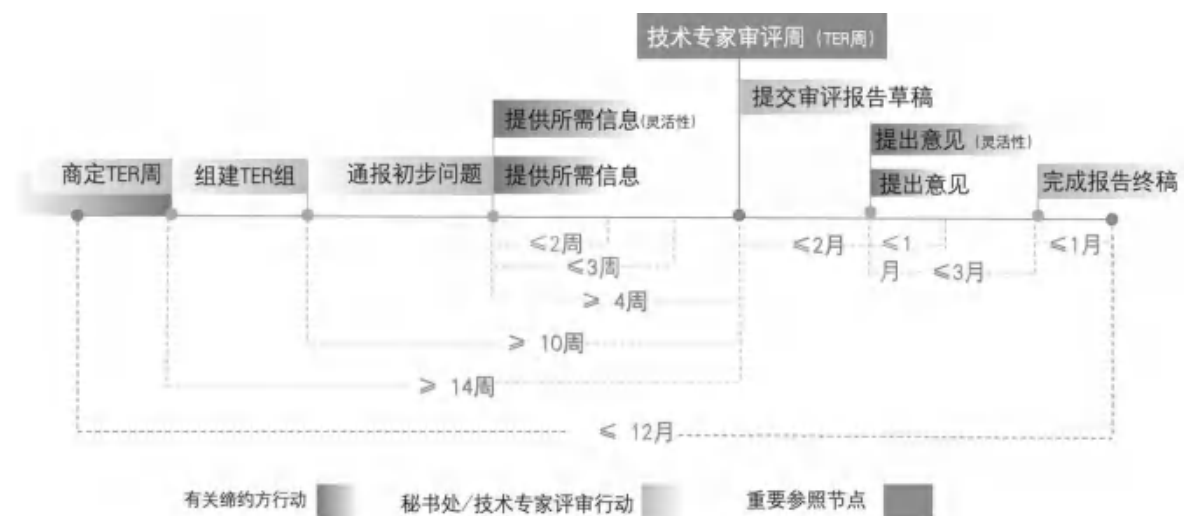 技术专家审评周（TER周）
提交审评报告草稿
提供所需信息(灵活性)
提出意见（灵活性）
商定TER周 组建TER组 通报初步问题 提供所需信息 提出意见 完成报告终稿
≤2周 ≤2月 ≤1月 ≤1月
≤3周 ≤3月
≥ 4周
≥ 10周
≥ 14周
≤ 12月
有关缔约方行动 秘书处/技术专家评审行动 重要参照节点